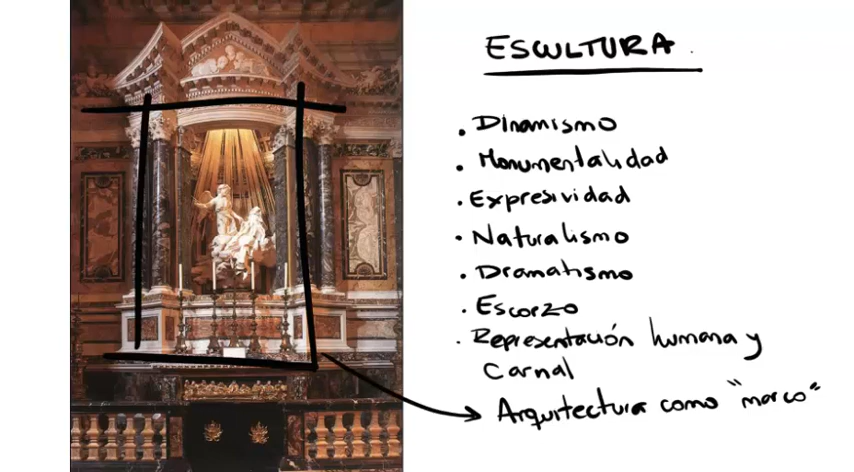 ESCULTURA.
. Dinamismo
. Monumentalidad
. Expresividad
. Naturalismo
. Dramatismo
. Escorzo
. Representación humana y
carnal
Arquitectura como "marco"